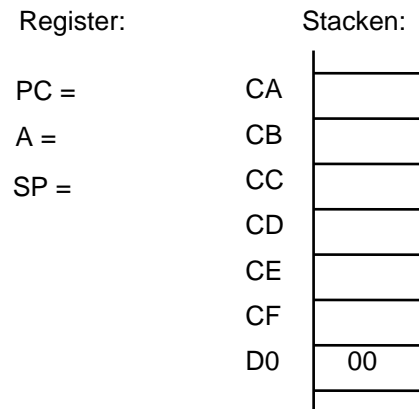 Register: Stacken:
PC = CA
A = CB
SP = CC
CD
CE
CF
D0 00